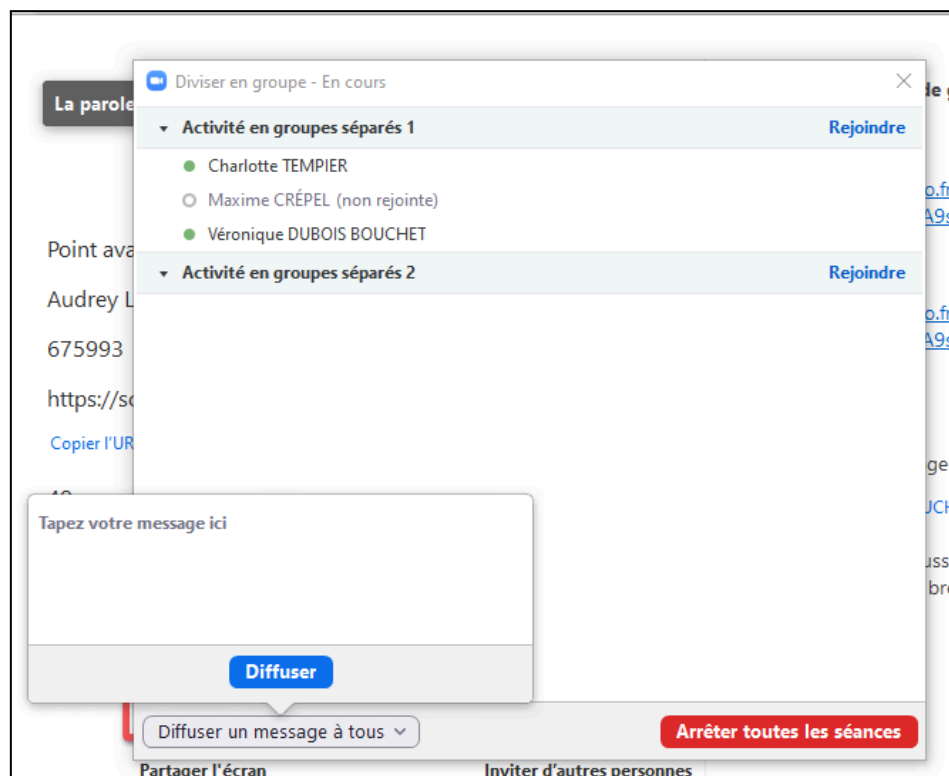 Diviser en groupe - En cours
La parole
Activité en groupes séparés 1
Rejoindre
Charlotte TEMPIER
Maxime CRÉPEL (non rejointe)
Véronique DUBOIS BOUCHET
Activité en groupes séparés 2
Rejoindre
Point ava
Audrey L
675993
https://so
Copier l'UR
Tapez votre message ici
Diffuser
Diffuser un message à tous
Arrêter toutes les séances
Partager l'écran
Inviter d'autres personnes